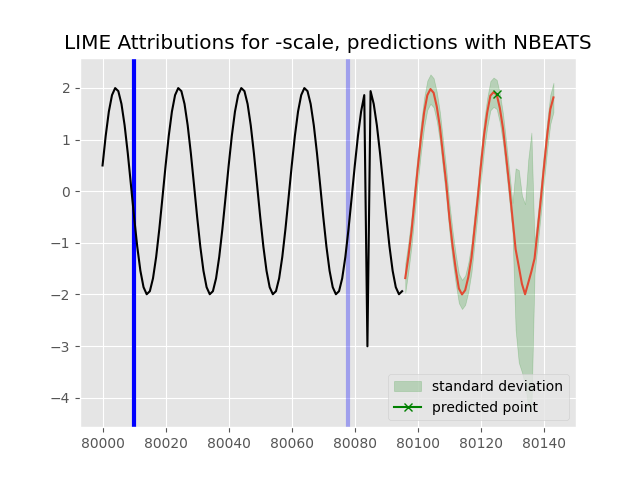 LIME Attributions for -scale, predictions with NBEATS
2
1
0
−1
−2
−3
−4
standard deviation
predicted point
80000 80020 80040 80060 80080 80100 80120 80140